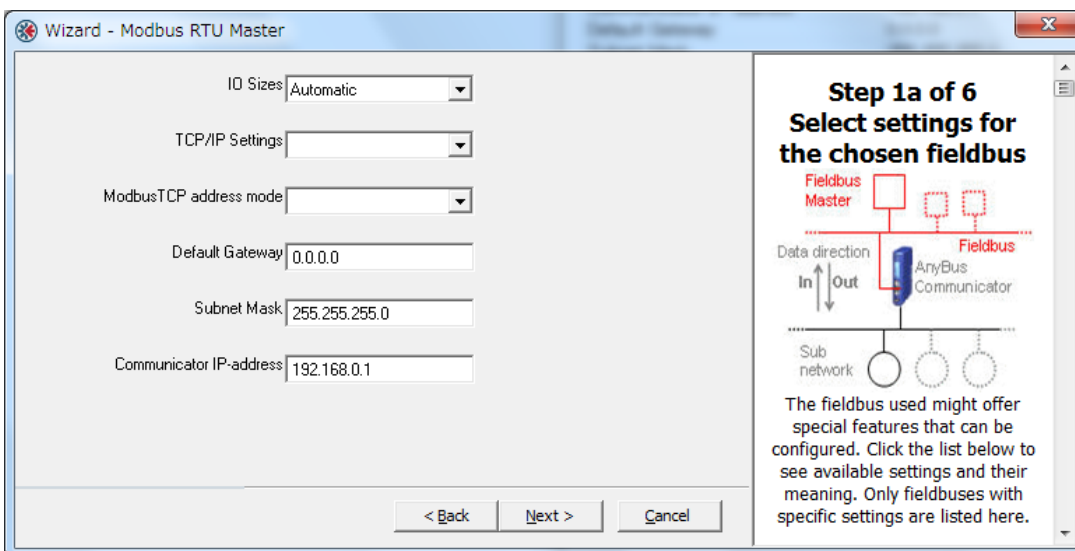 Wizard - Modbus RTU Master
IO Sizes Automatic
TCP/IP Settings
ModbusTCP address mode
Default Gateway 0.0.0.0
Subnet Mask 255.255.255.0
Communicator IP-address 192.168.0.1
< Back Next > Cancel
Step 1a of 6
Select settings for
the chosen fieldbus
Fieldbus
Master
Fieldbus
Data direction
In Out
AnyBus
Communicator
Sub
network
The fieldbus used might offer
special features that can be
configured. Click the list below to
see available settings and their
meaning. Only fieldbuses with
specific settings are listed here.